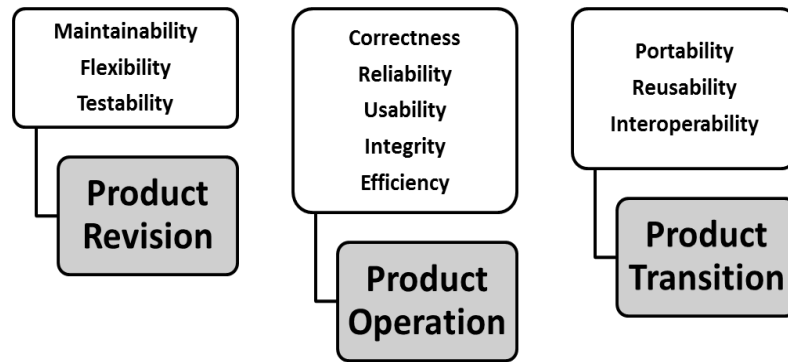 Maintainability
Flexibility
Testability
Product
Revision
Correctness
Reliability
Usability
Integrity
Efficiency
Product
Operation
Portability
Reusability
Interoperability
Product
Transition